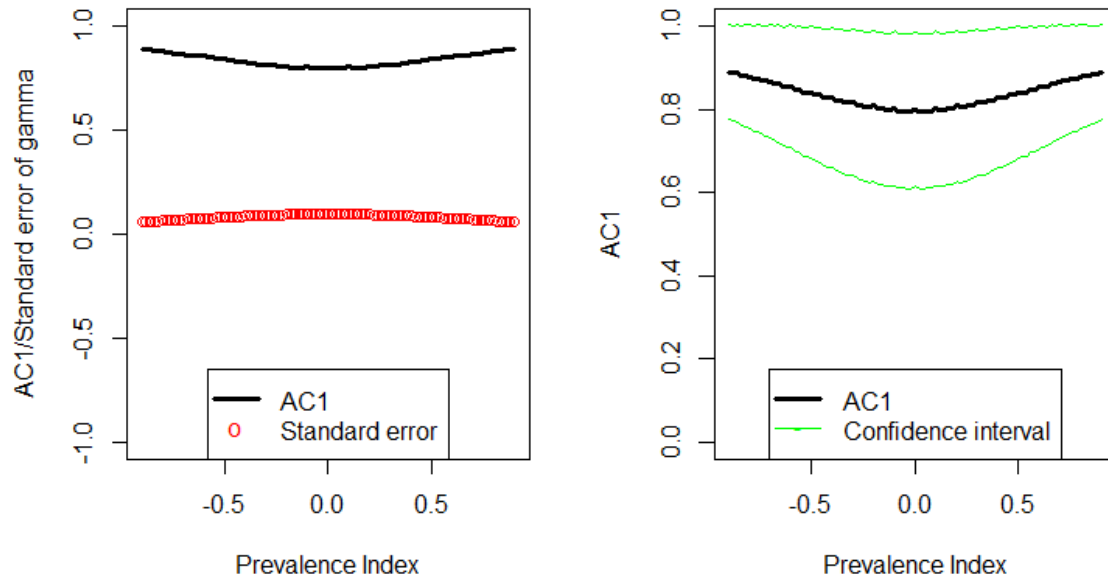 AC1/Standard error of gamma
1.0
0.5
0.0
-0.5
-1.0
AC1
Standard error
-0.5
0.0
0.5
Prevalence Index
AC1
1.0
0.8
0.6
0.4
0.2
0.0
AC1
Confidence interval
-0.5
0.0
0.5
Prevalence Index